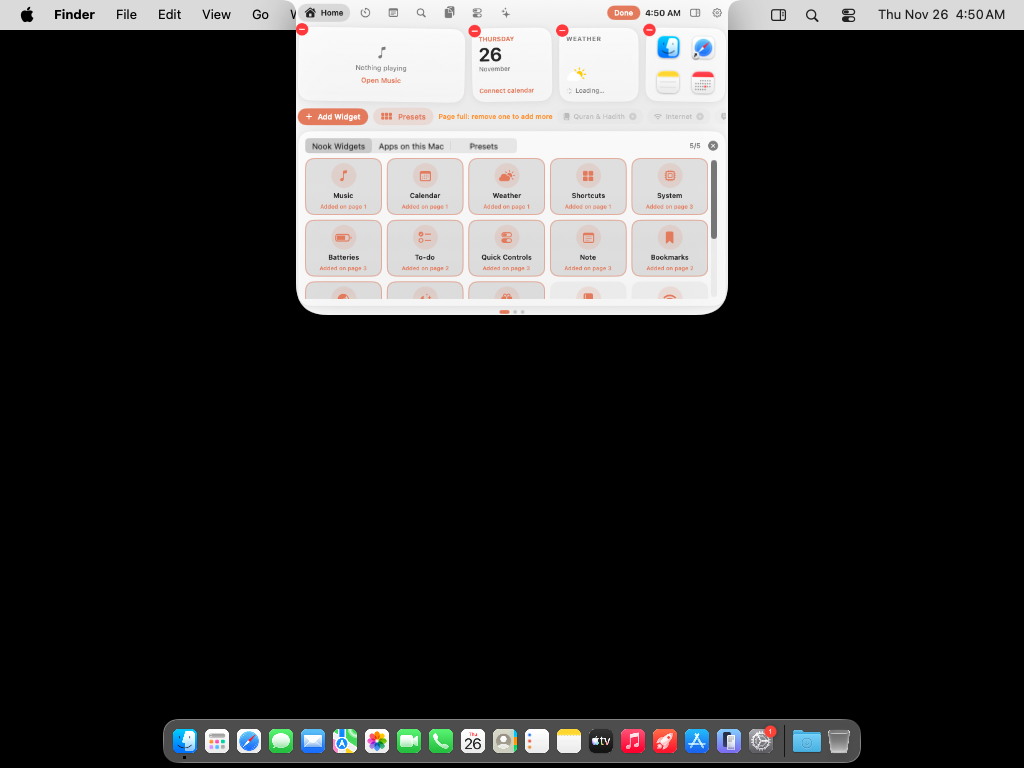 Finder File Edit View Go
Home
Done 4:50 AM
Thu Nov 26 4:50 AM
Nothing playing
Open Music
THURSDAY
26
November
Connect calendar
WEATHER
Loading...
+ Add Widget
Presets
Page full: remove one to add more
Quran & Hadith
Internet
Nook Widgets Apps on this Mac Presets
5/5
Music
Added on page 1
Calendar
Added on page 1
Weather
Added on page 1
Shortcuts
Added on page 1
System
Added on page 3
Batteries
Added on page 3
To-do
Added on page 2
Quick Controls
Added on page 3
Note
Added on page 3
Bookmarks
Added on page 3
Thu
26
tv
1